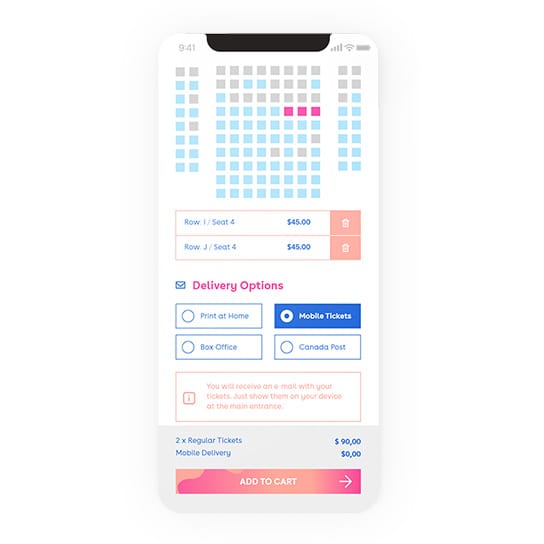 9:41
Row. I / Seat 4 $45.00
Row. J / Seat 4 $45.00
Delivery Options
Print at Home Mobile Tickets
Box Office Canada Post
You will receive an e-mail with your
tickets. Just show them on your device
at the main entrance.
2 x Regular Tickets $ 90,00
Mobile Delivery $0,00
ADD TO CART